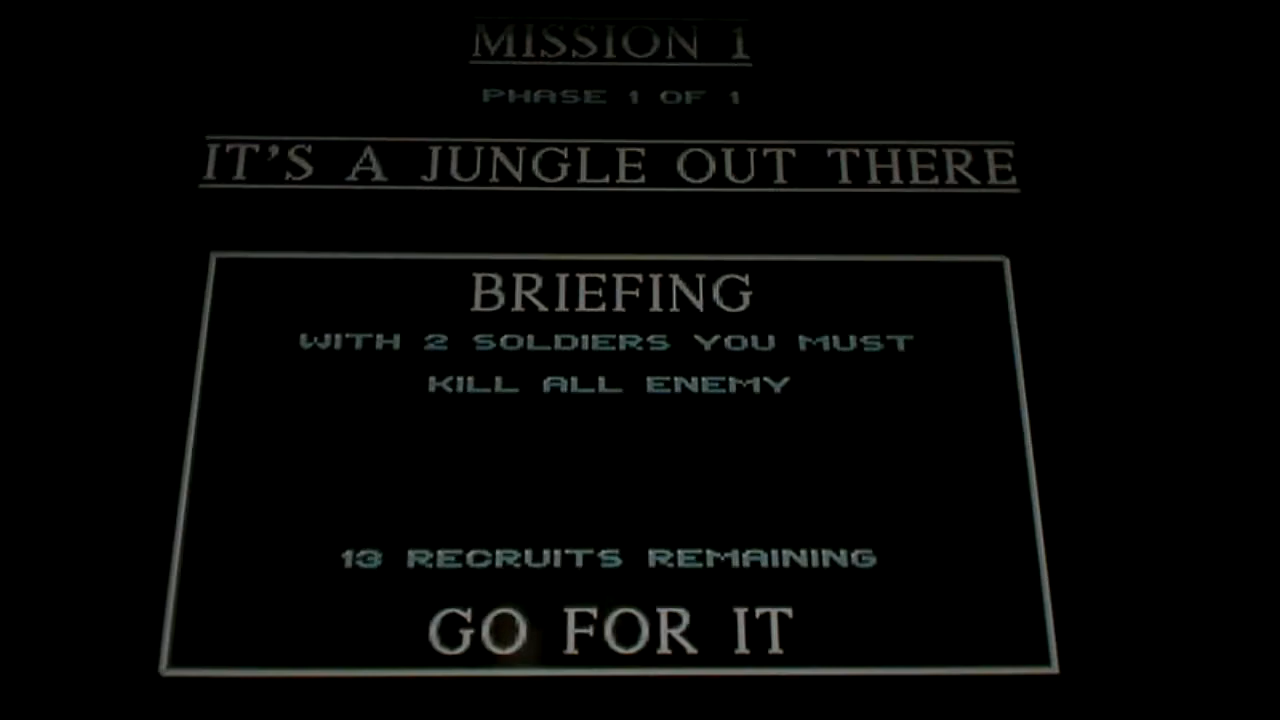 MISSION 1
PHASE 1 OF 1
IT'S A JUNGLE OUT THERE
BRIEFING
WITH 2 SOLDIERS YOU MUST
KILL ALL ENEMY
13 RECRUITS REMAINING
GO FOR IT